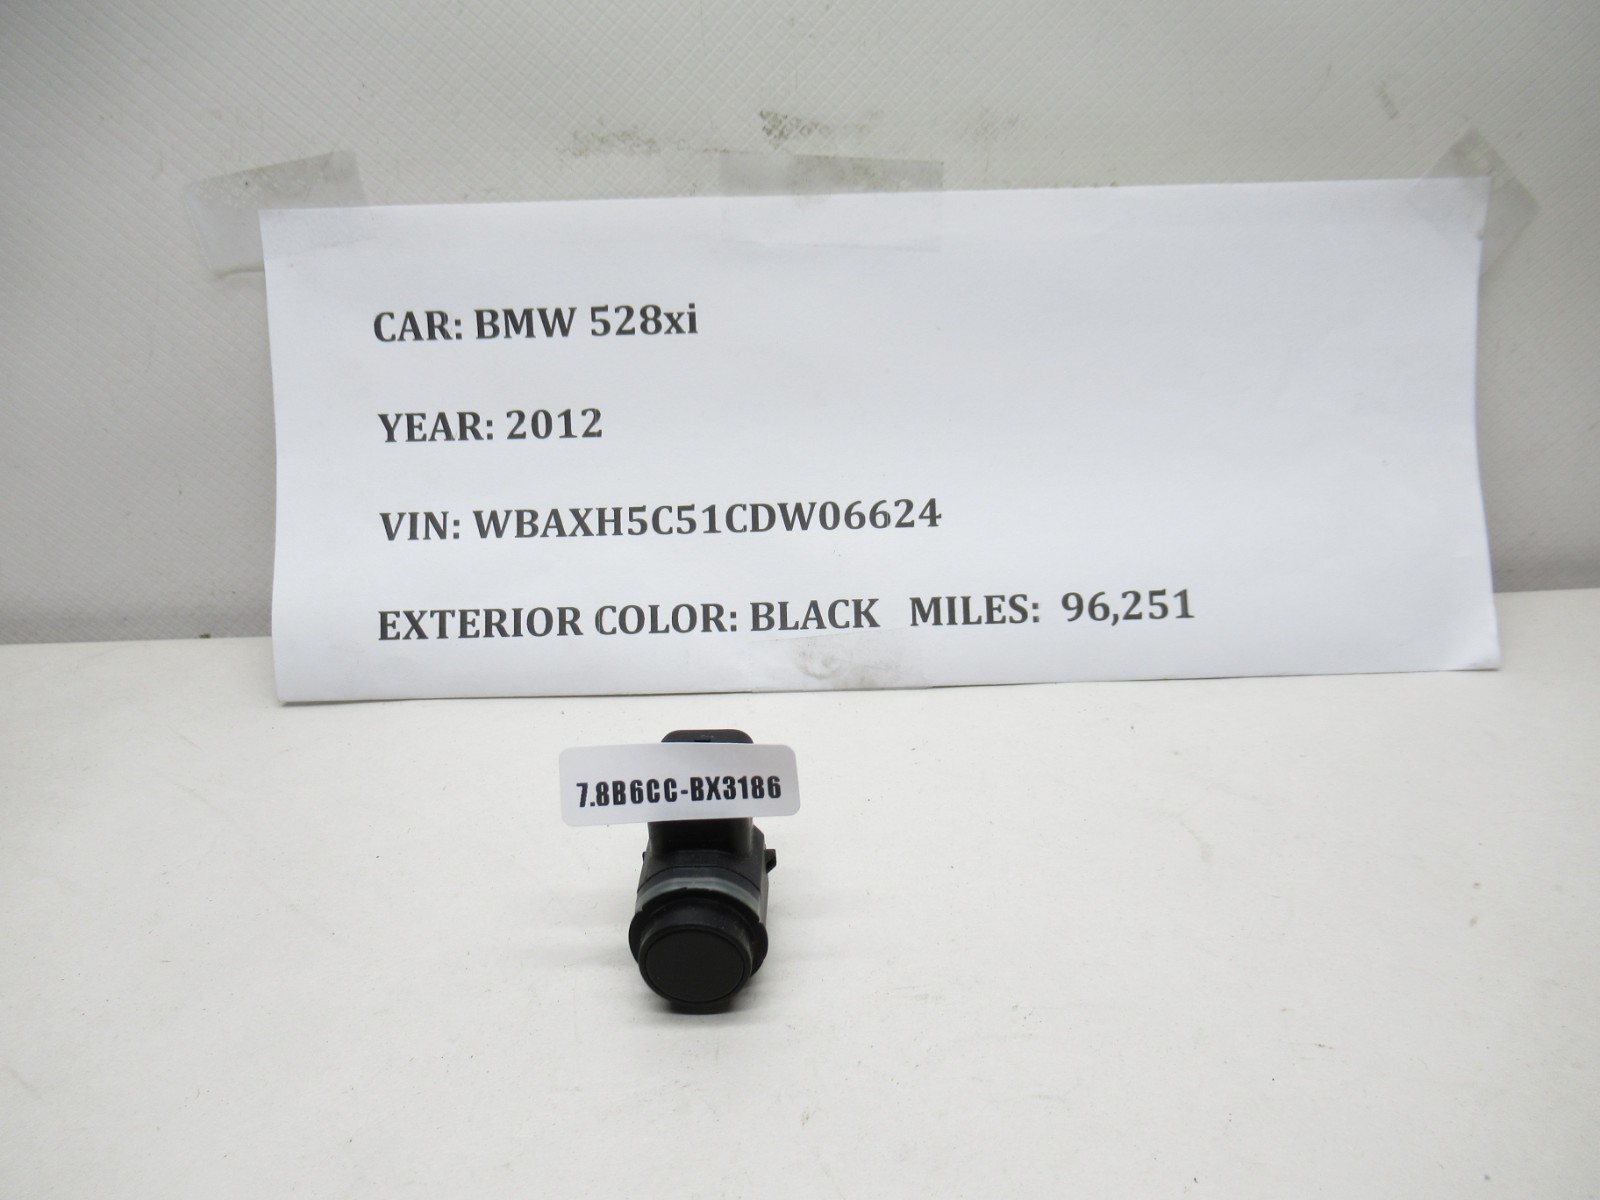 CAR: BMW 528xi
YEAR: 2012
VIN: WBAXH5C51CDW06624
EXTERIOR COLOR: BLACK MILES: 96,251
7.8B6CC-BX3186